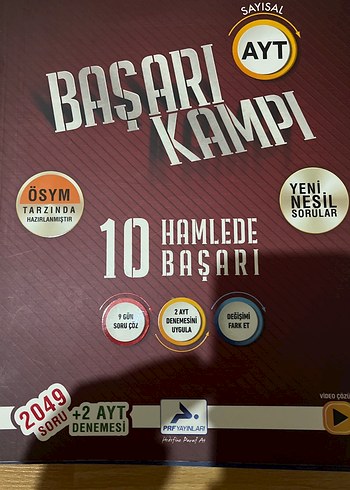 SAYISAL
AYT
BAŞARI
KAMPI
ÖSYM
TARZINDA
HAZIRLANMIŞTIR
YENİ
NESİL
SORULAR
10 HAMLEDE
BAŞARI
9 GÜN
SORU ÇÖZ
2 AYT
DENEMESİNİ
UYGULA
DEĞİŞİMİ
FARK ET
2049
SORU
+2 AYT
DENEMESİ
PRF YAYINLARI
VİDEO ÇÖZÜ